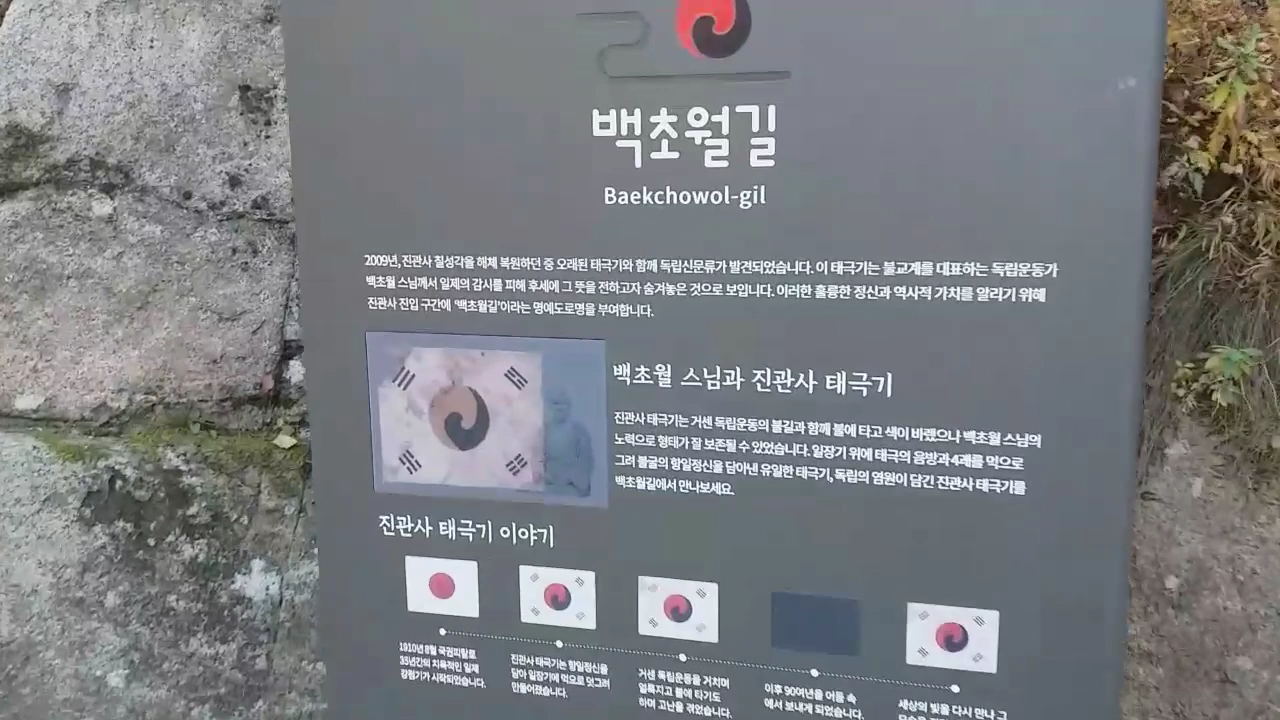 백초월길
Baekchowol-gil
2009년, 진관사 칠성각을 해체 복원하던 중 오래된 태극기와 함께 독립신문류가 발견되었습니다. 이 태극기는 불교계를 대표하는 독립운동가
백초월 스님께서 일제의 감시를 피해 후세에 그 뜻을 전하고자 숨겨놓은 것으로 보입니다. 이러한 훌륭한 정신과 역사적 가치를 알리기 위해
진관사 진입 구간에 '백초월길'이라는 명예도로명을 부여합니다.
백초월 스님과 진관사 태극기
진관사 태극기는 거센 독립운동의 불길과 함께 불에 타고 색이 바랬으나 백초월 스님의
노력으로 형태가 잘 보존될 수 있었습니다. 일장기 위에 태극의 음방과 4괘를 먹으로
그려 불굴의 항일정신을 담아낸 유일한 태극기, 독립의 염원이 담긴 진관사 태극기를
백초월길에서 만나보세요.
진관사 태극기 이야기
1910년 8월 국권피탈로
35년간의 치욕적인 일제
강점기가 시작되었습니다.
진관사 태극기는 항일정신을
담아 일장기에 먹으로 덧그려
만들어졌습니다.
거센 독립운동을 거치며
얼룩지고 불에 타기도
하며 고난을 겪었습니다.
이후 90여년을 어둠 속
에서 보내게 되었습니다.
세상의 빛을 다시 만나 그